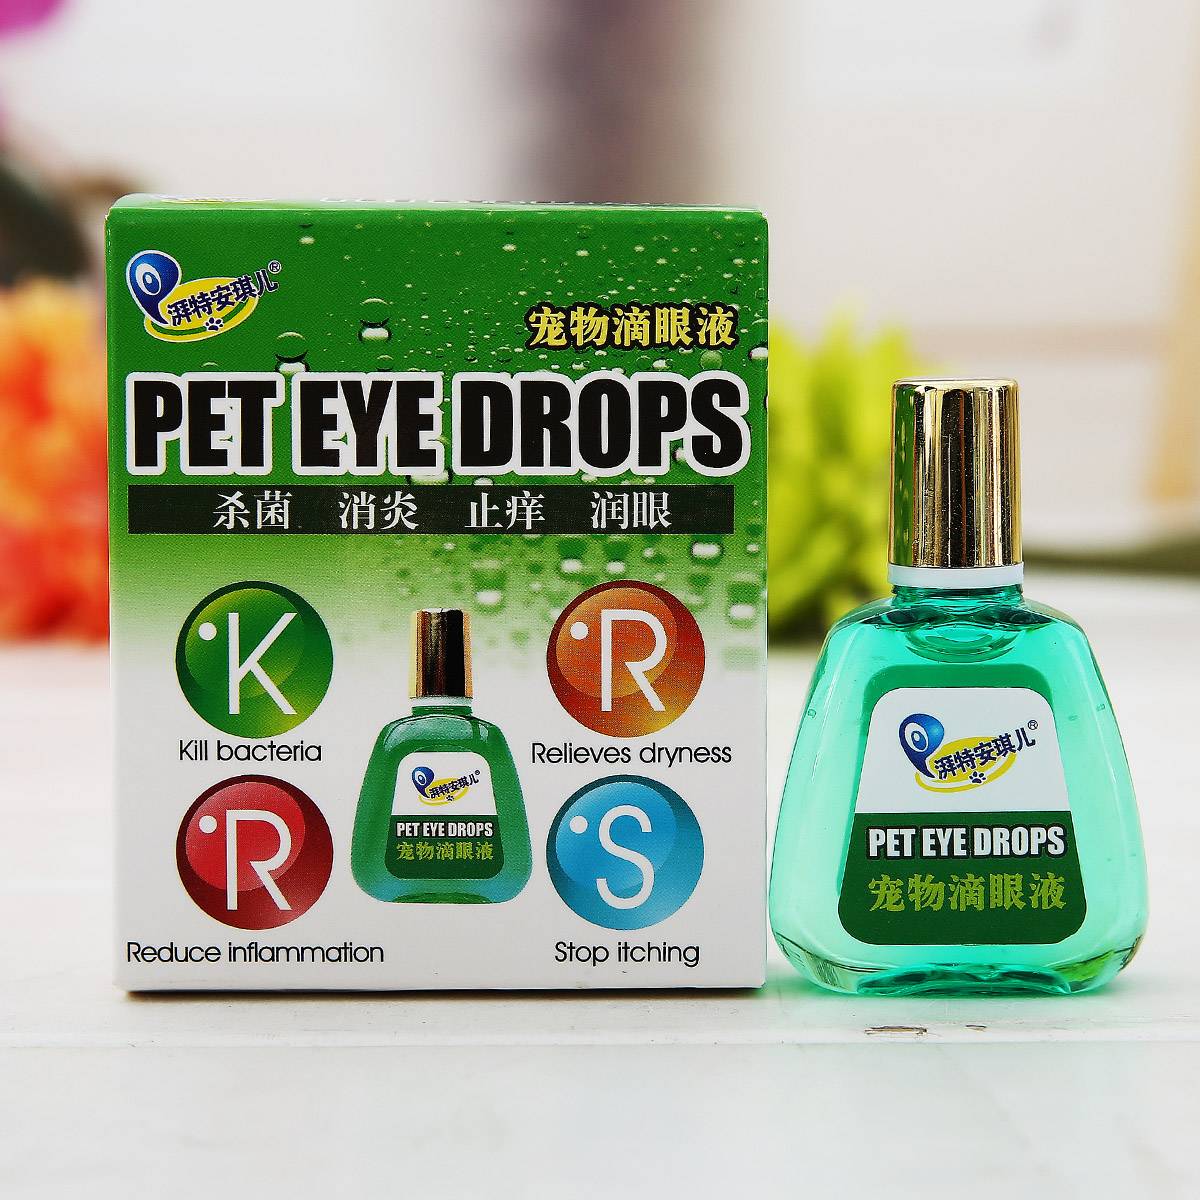 湃特安琪儿®
宠物滴眼液
PET EYE DROPS
杀菌 消炎 止痒 润眼
K
Kill bacteria
R
Relieves dryness
R
Reduce inflammation
S
Stop itching
湃特安琪儿®
PET EYE DROPS
宠物滴眼液
湃特安琪儿®
PET EYE DROPS
宠物滴眼液